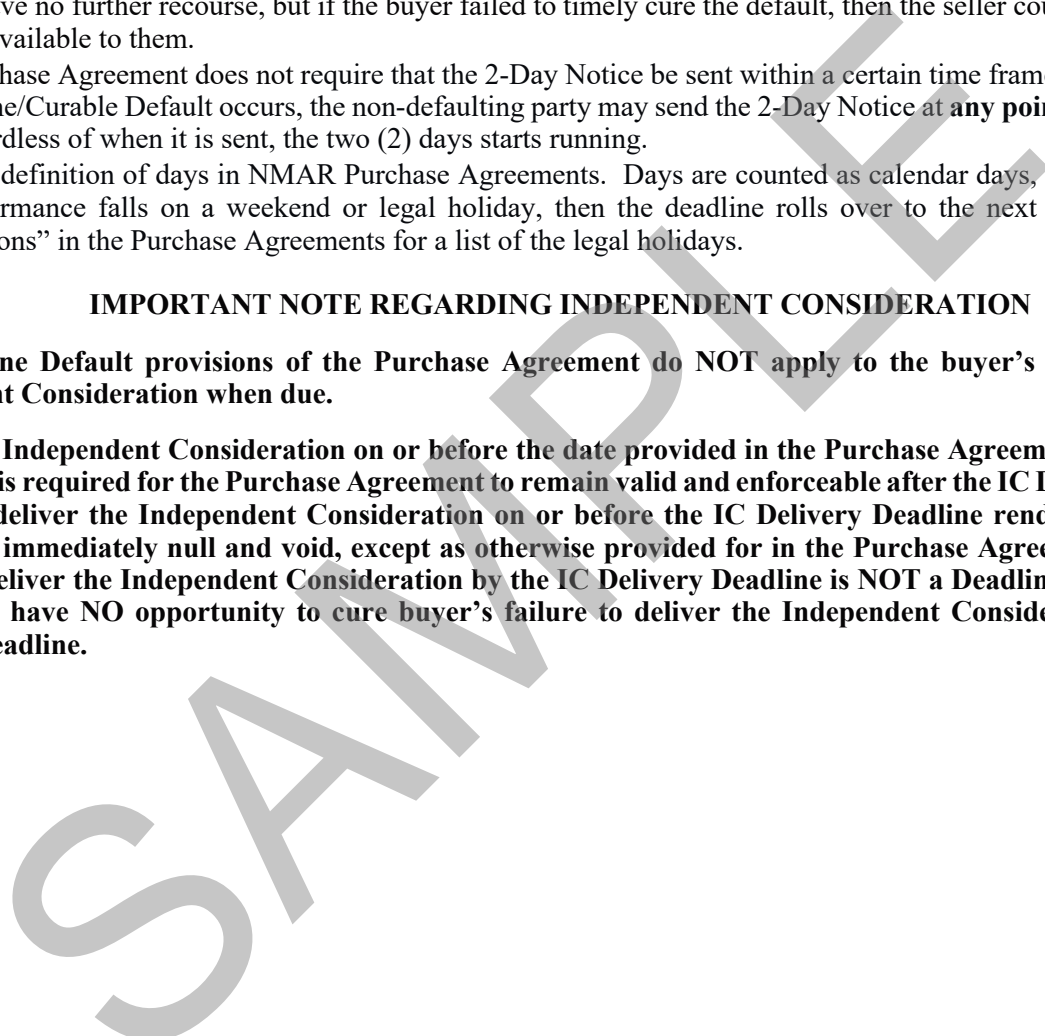 ve no further recourse, but if the buyer failed to timely cure the default, then the seller cou
vailable to them.
hase Agreement does not require that the 2-Day Notice be sent within a certain time fram
ne/Curable Default occurs, the non-defaulting party may send the 2-Day Notice at any poin
rdless of when it is sent, the two (2) days starts running.
definition of days in NMAR Purchase Agreements. Days are counted as calendar days,
rmance falls on a weekend or legal holiday, then the deadline rolls over to the next
ons” in the Purchase Agreements for a list of the legal holidays.
IMPORTANT NOTE REGARDING INDEPENDENT CONSIDERATION
ne Default provisions of the Purchase Agreement do NOT apply to the buyer’s
nt Consideration when due.
Independent Consideration on or before the date provided in the Purchase Agreem
is required for the Purchase Agreement to remain valid and enforceable after the IC D
deliver the Independent Consideration on or before the IC Delivery Deadline rend
immediately null and void, except as otherwise provided for in the Purchase Agree
eliver the Independent Consideration by the IC Delivery Deadline is NOT a Deadlin
have NO opportunity to cure buyer’s failure to deliver the Independent Conside
eadline.
SAMPLE